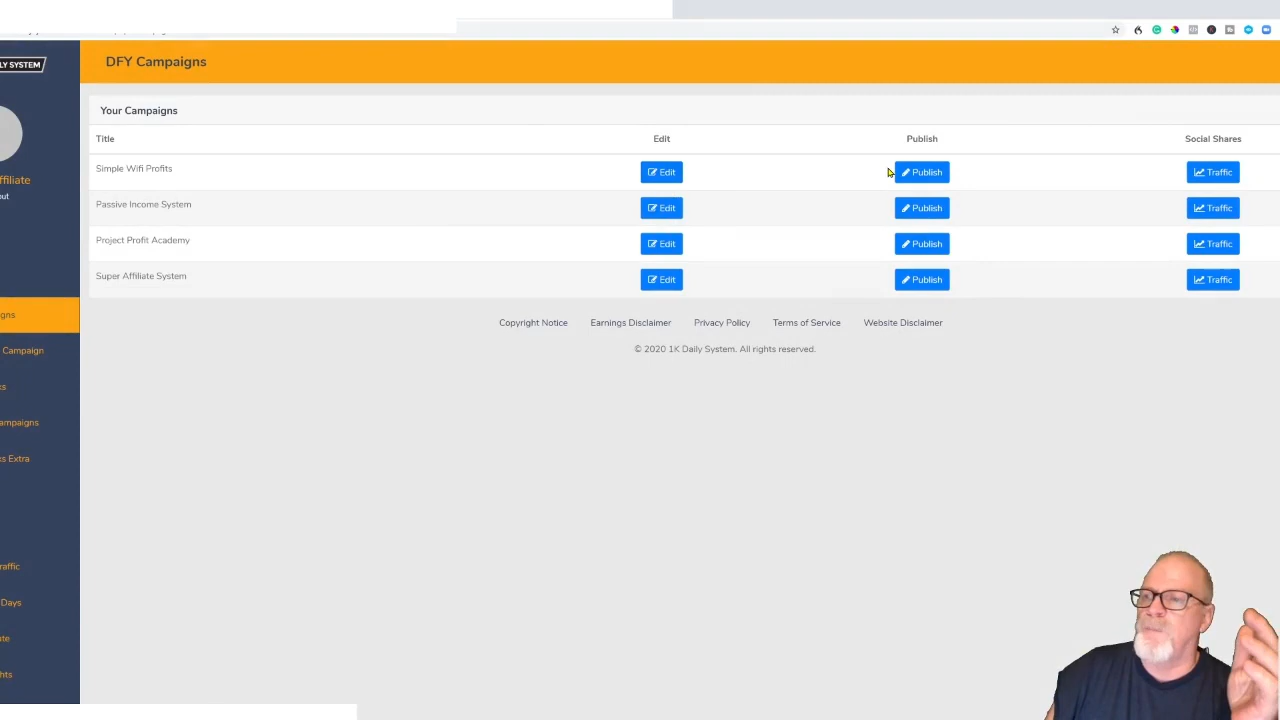 DFY Campaigns
LY SYSTEM
Your Campaigns
Title Edit Publish Social Shares
Simple Wifi Profits Edit Publish Traffic
Passive Income System Edit Publish Traffic
Project Profit Academy Edit Publish Traffic
Super Affiliate System Edit Publish Traffic
Copyright Notice Earnings Disclaimer Privacy Policy Terms of Service Website Disclaimer
© 2020 1K Daily System. All rights reserved.
ffiliate
out
gns
Campaign
ks
ampaigns
ks Extra
raffic
Days
te
hts